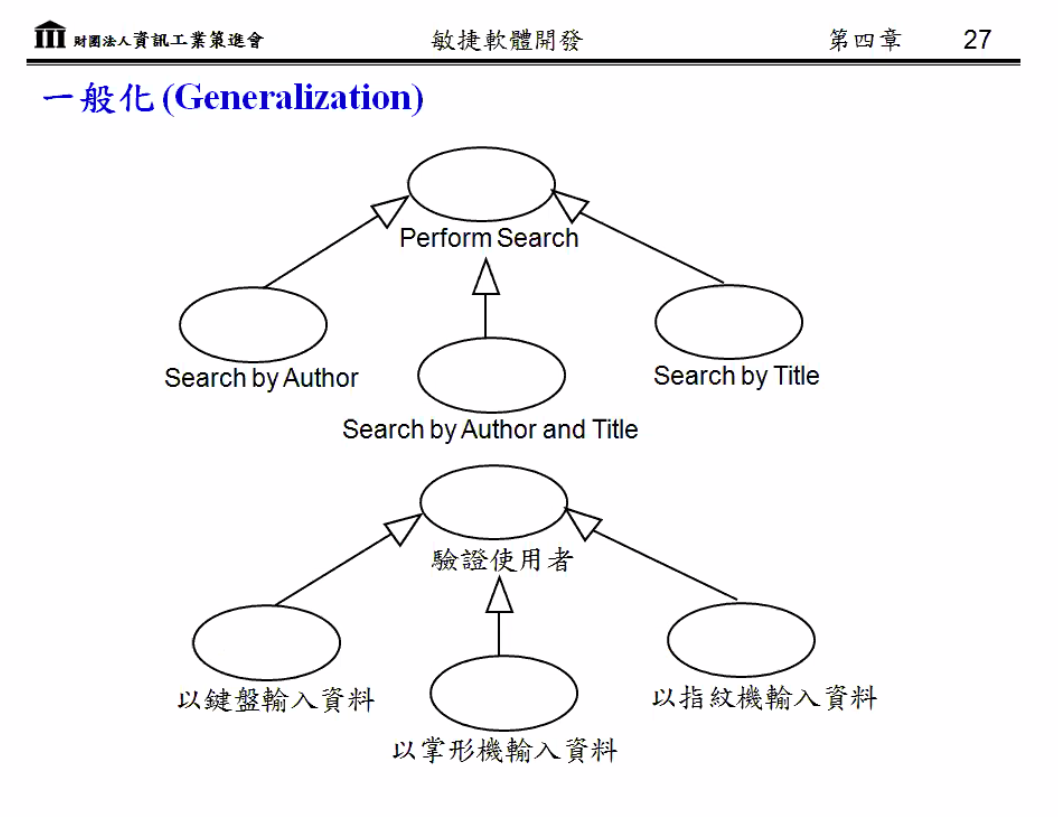 財團法人資訊工業策進會 敏捷軟體開發 第四章 27
一般化(Generalization)
Perform Search
Search by Author
Search by Title
Search by Author and Title
驗證使用者
以鍵盤輸入資料
以指紋機輸入資料
以掌形機輸入資料